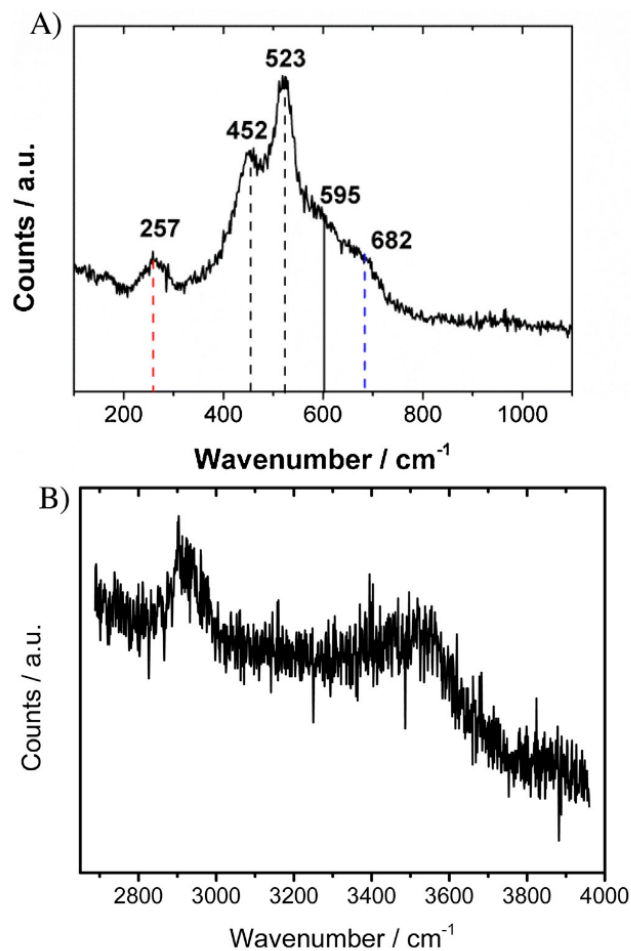 A)
523
452
595
257
682
Counts / a.u.
200 400 600 800 1000
Wavenumber / cm-1
B)
Counts / a.u.
2800 3000 3200 3400 3600 3800 4000
Wavenumber / cm-1